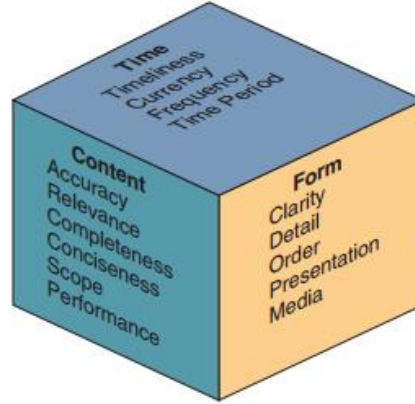 Time
Timeliness
Currency
Frequency
Time Period
Content
Accuracy
Relevance
Completeness
Conciseness
Scope
Performance
Form
Clarity
Detail
Order
Presentation
Media